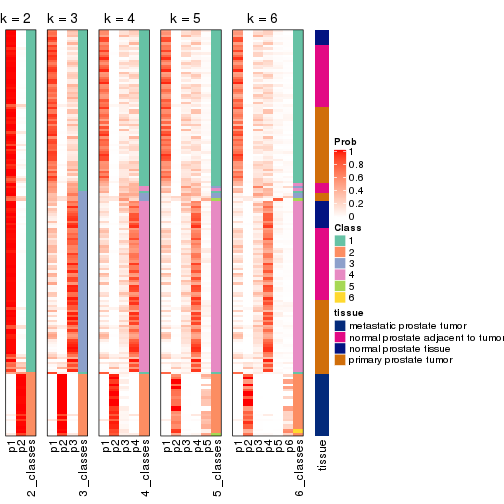 k = 2 k = 3 k = 4 k = 5 k = 6
Prob
1
0.8
0.6
0.4
0.2
0
Class
1
2
3
4
5
6
tissue
metastatic prostate tumor
normal prostate adjacent to tumor
normal prostate tissue
primary prostate tumor
p1
p2
2_classes
p1
p2
p3
3_classes
p1
p2
p3
p4
4_classes
p1
p2
p3
p4
p5
5_classes
p1
p2
p3
p4
p5
p6
6_classes
tissue